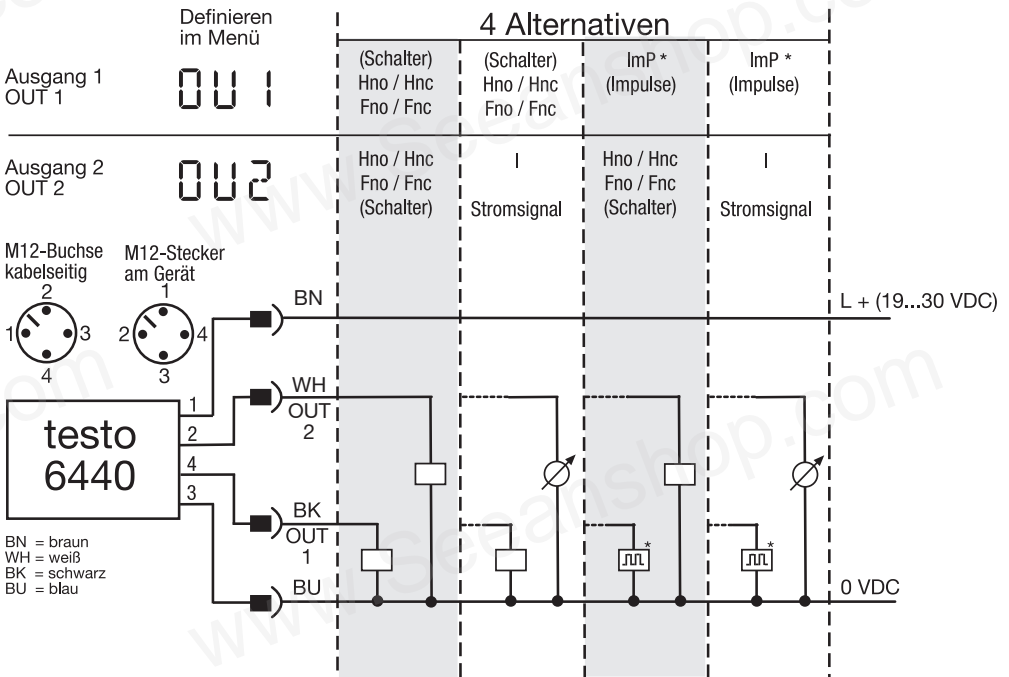 Definieren
im Menü
4 Alternativen
Ausgang 1
OUT 1
OU1
(Schalter)
Hno / Hnc
Fno / Fnc
(Schalter)
Hno / Hnc
Fno / Fnc
ImP *
(Impulse)
ImP *
(Impulse)
Ausgang 2
OUT 2
OU2
Hno / Hnc
Fno / Fnc
(Schalter)
I
Stromsignal
Hno / Hnc
Fno / Fnc
(Schalter)
I
Stromsignal
M12-Buchse
kabelseitig
2
1 3
4
M12-Stecker
am Gerät
1
2 4
3
BN
L + (19...30 VDC)
testo
6440
1
2
4
3
WH
OUT
2
BK
OUT
1
BU
*
*
0 VDC
BN = braun
WH = weiß
BK = schwarz
BU = blau
www.Seeanshop.com